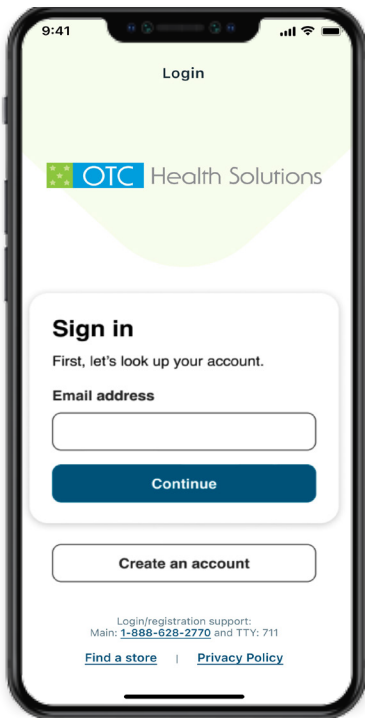 9:41
Login
OTC Health Solutions
Sign in
First, let's look up your account.
Email address
Continue
Create an account
Login/registration support:
Main: 1-888-628-2770 and TTY: 711
Find a store | Privacy Policy